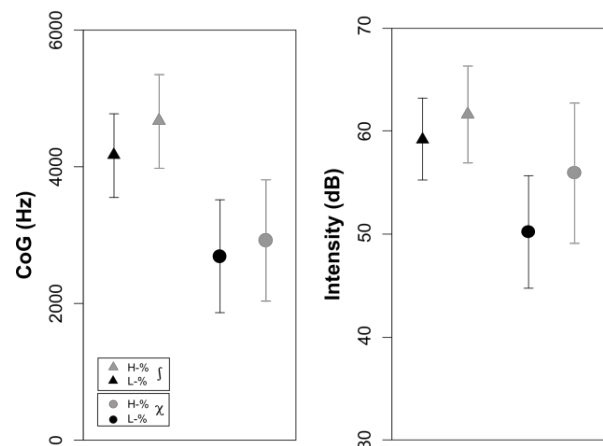 CoG (Hz)
6000
4000
2000
0
H-%
L-%
ʃ
H-%
L-%
χ
Intensity (dB)
70
60
50
40
30